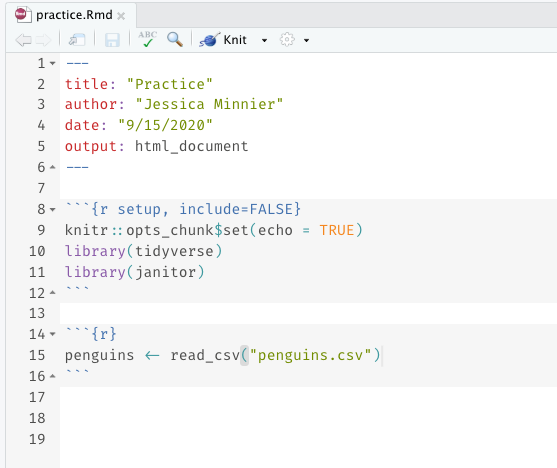 practice.Rmd
ABC Knit
1 ---
2 title: "Practice"
3 author: "Jessica Minnier"
4 date: "9/15/2020"
5 output: html_document
6 ---
7
8 ```{r setup, include=FALSE}
9 knitr::opts_chunk$set(echo = TRUE)
10 library(tidyverse)
11 library(janitor)
12 ```
13
14 ```{r}
15 penguins <- read_csv("penguins.csv")
16 ```
17
18
19